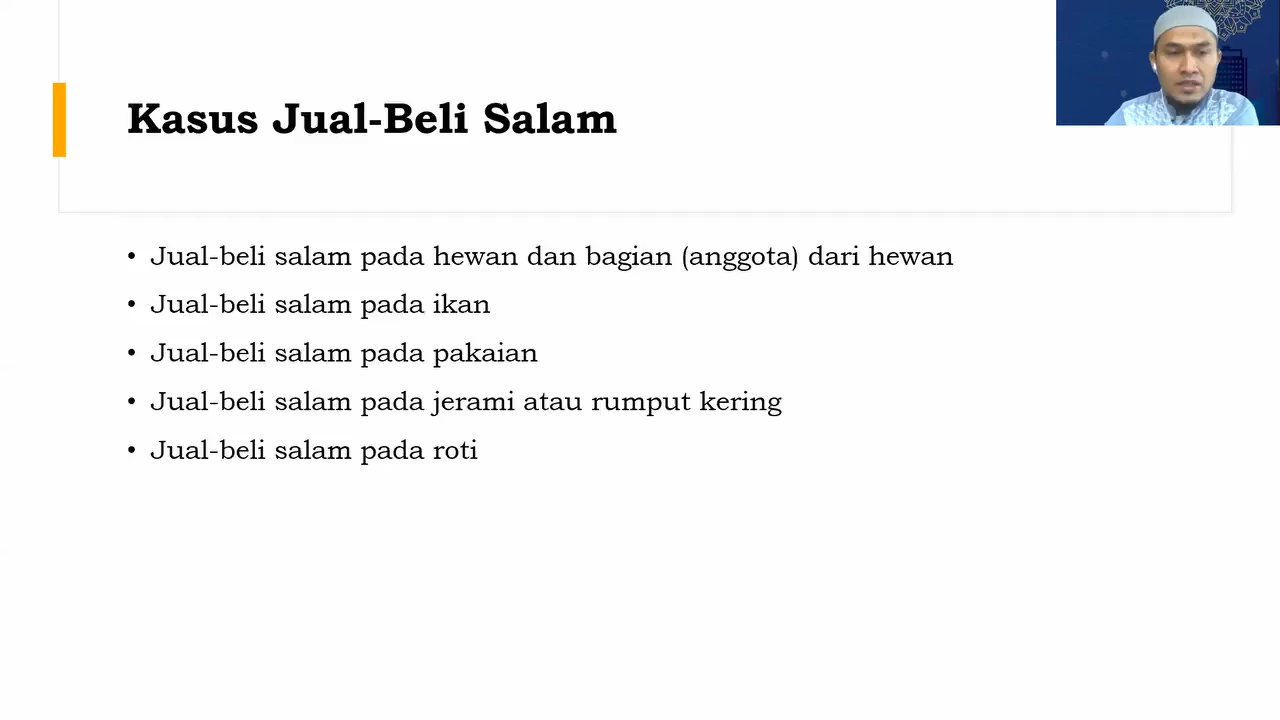 Kasus Jual-Beli Salam
• Jual-beli salam pada hewan dan bagian (anggota) dari hewan
• Jual-beli salam pada ikan
• Jual-beli salam pada pakaian
• Jual-beli salam pada jerami atau rumput kering
• Jual-beli salam pada roti